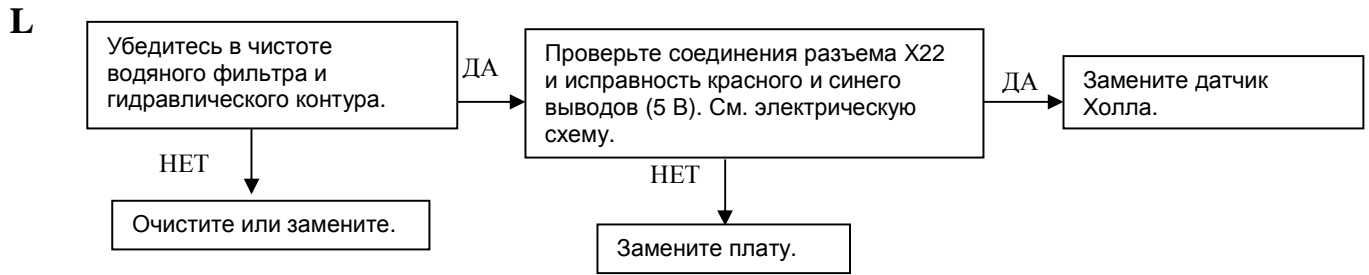 L
Убедитесь в чистоте
водяного фильтра и
гидравлического контура.
ДА
Проверьте соединения разъема X22
и исправность красного и синего
выводов (5 В). См. электрическую
схему.
ДА
Замените датчик
Холла.
НЕТ
Очистите или замените.
НЕТ
Замените плату.